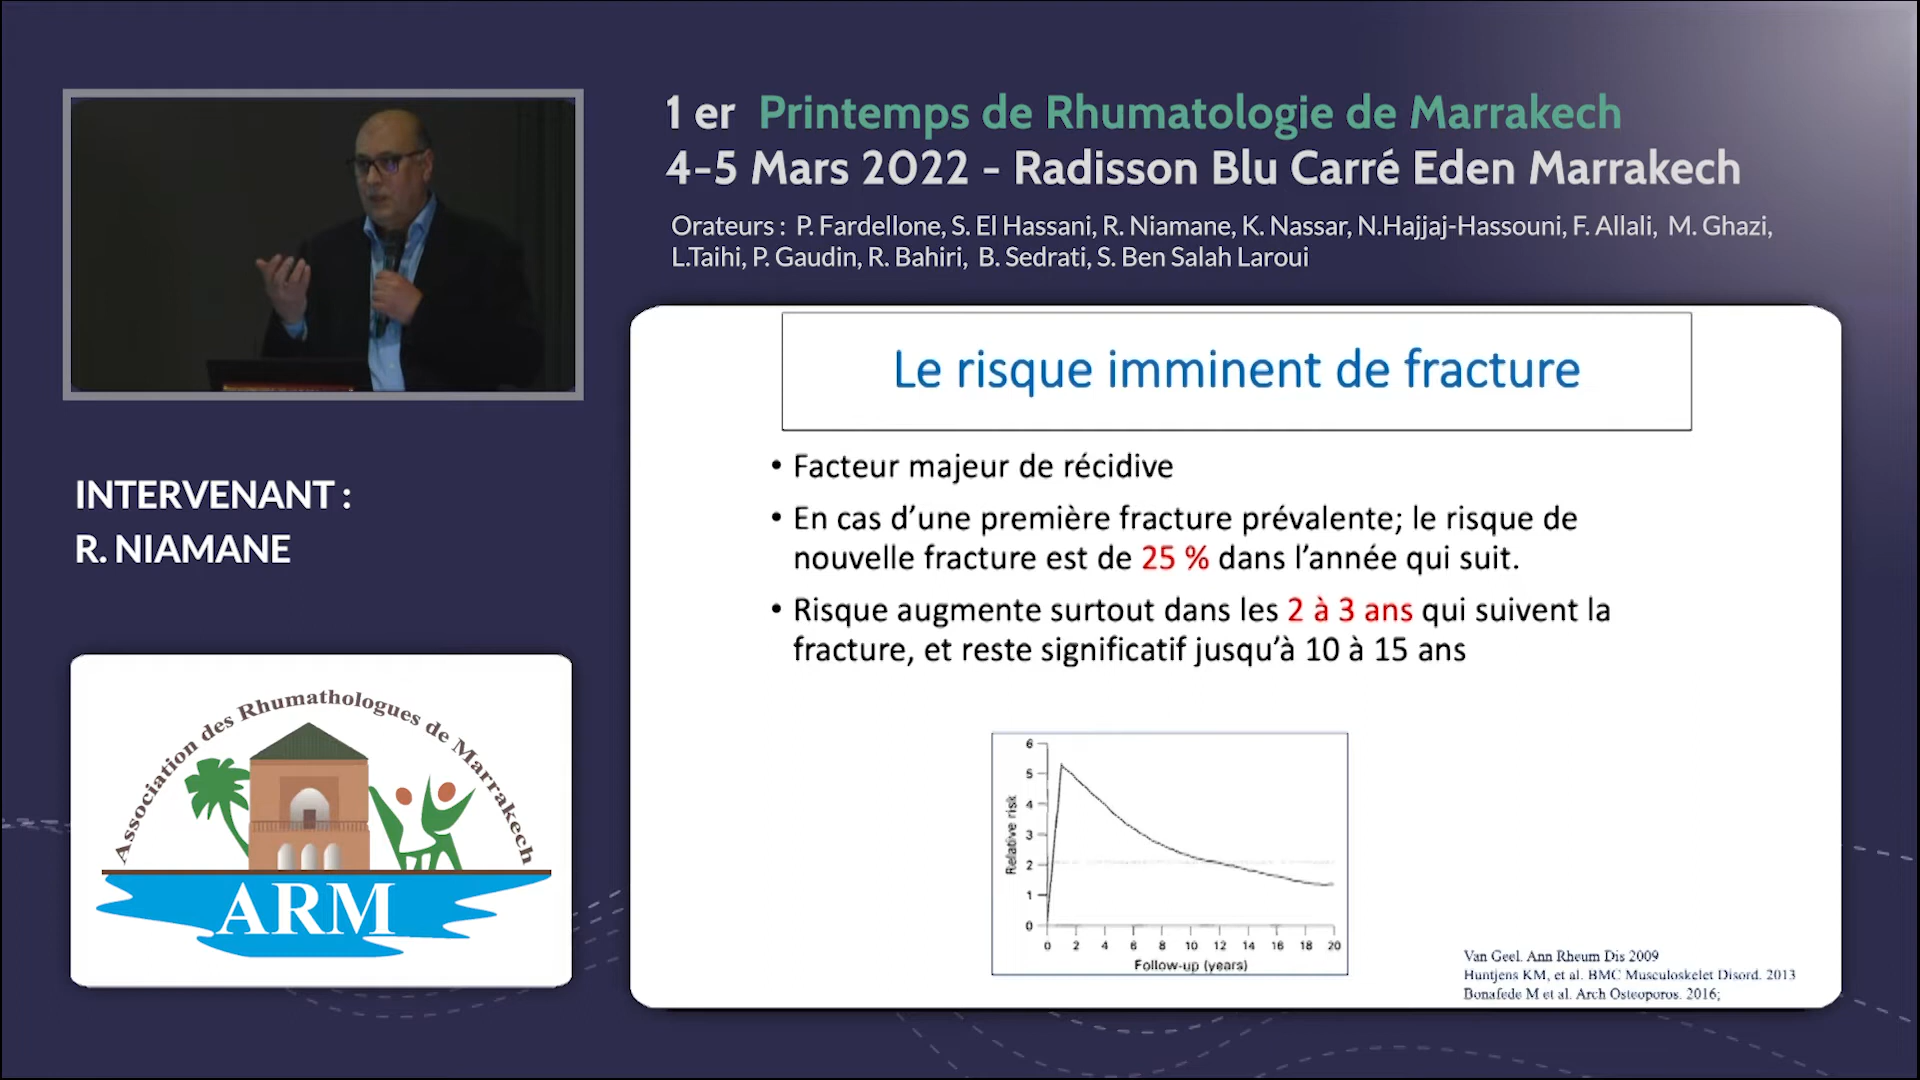 1 er Printemps de Rhumatologie de Marrakech
4-5 Mars 2022 - Radisson Blu Carré Eden Marrakech
Orateurs : P. Fardellone, S. El Hassani, R. Niamane, K. Nassar, N.Hajjaj-Hassouni, F. Allali, M. Ghazi,
L.Taihi, P. Gaudin, R. Bahiri, B. Sedrati, S. Ben Salah Laroui
INTERVENANT :
R. NIAMANE
Association des Rhumathologues de Marrakech
ARM
Le risque imminent de fracture
• Facteur majeur de récidive
• En cas d’une première fracture prévalente; le risque de
nouvelle fracture est de 25 % dans l’année qui suit.
• Risque augmente surtout dans les 2 à 3 ans qui suivent la
fracture, et reste significatif jusqu’à 10 à 15 ans
Relative risk
6
5
4
3
2
1
0
0 2 4 6 8 10 12 14 16 18 20
Follow-up (years)
Van Geel. Ann Rheum Dis 2009
Huntjens KM, et al. BMC Musculoskelet Disord. 2013
Bonafede M et al. Arch Osteoporos. 2016;